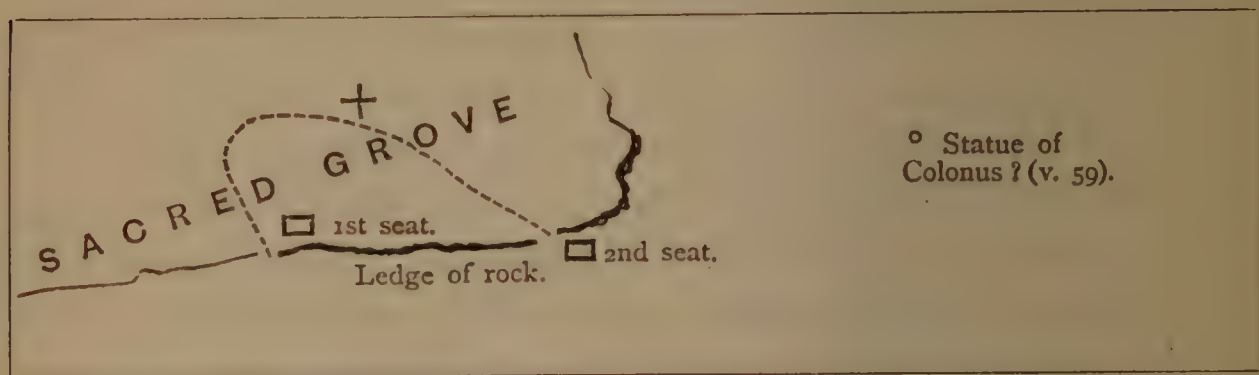 SACRED GROVE
° Statue of
Colonus ? (v. 59).
1st seat.
2nd seat.
Ledge of rock.